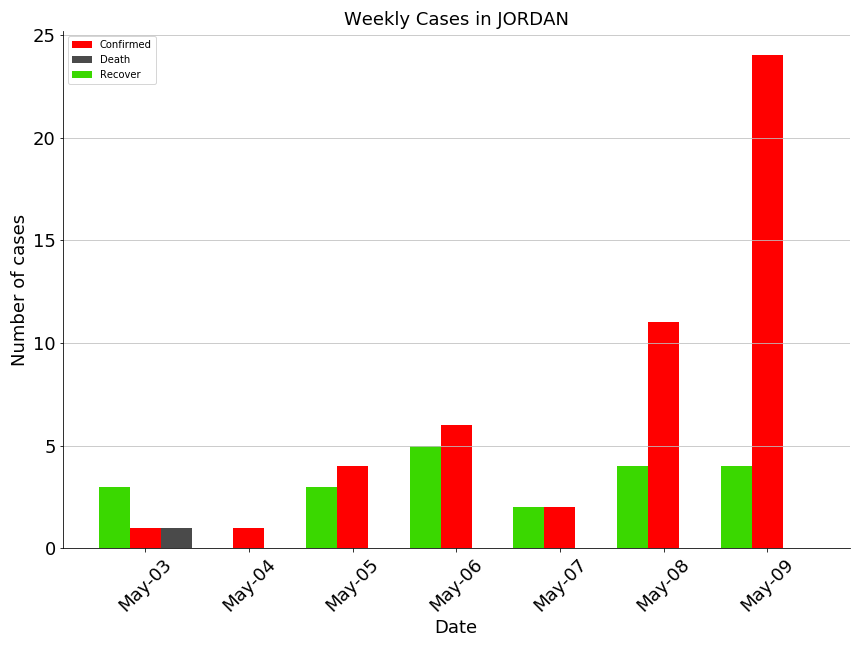 Weekly Cases in JORDAN
Confirmed
Death
Recover
Number of cases
25
20
15
10
5
0
May-03
May-04
May-05
May-06
May-07
May-08
May-09
Date